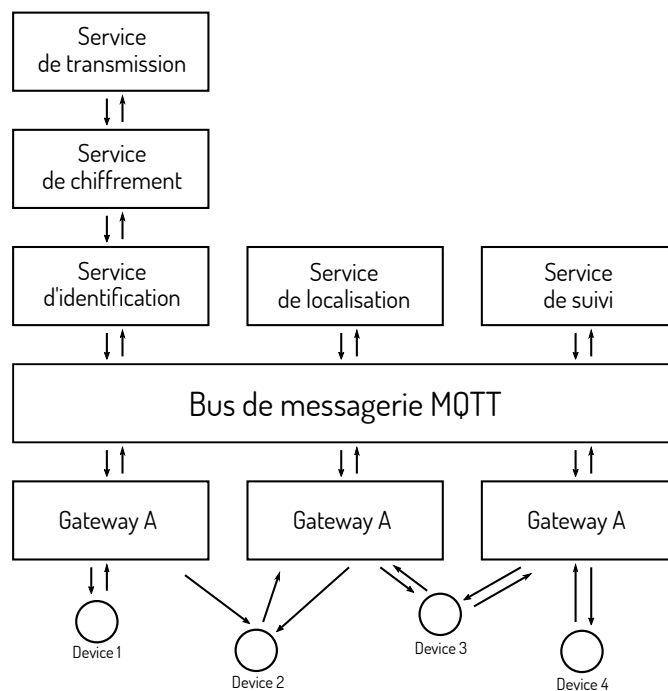 Service
de transmission
Service
de chiffrement
Service
d'identification
Service
de localisation
Service
de suivi
Bus de messagerie MQTT
Gateway A
Gateway A
Gateway A
Device 1
Device 2
Device 3
Device 4